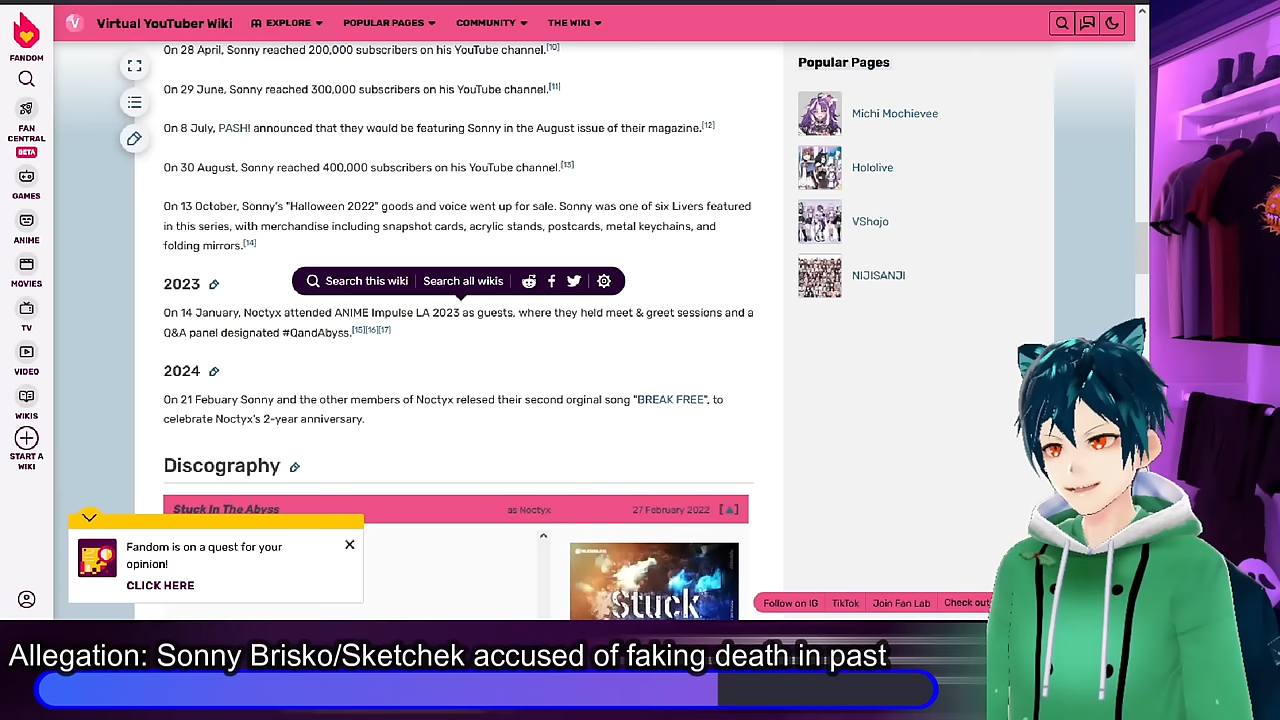 Virtual YouTuber Wiki
EXPLORE
POPULAR PAGES
COMMUNITY
THE WIKI
FANDOM
FAN
CENTRAL
BETA
GAMES
ANIME
MOVIES
TV
VIDEO
WIKIS
START A
WIKI
On 28 April, Sonny reached 200,000 subscribers on his YouTube channel.[10]
On 29 June, Sonny reached 300,000 subscribers on his YouTube channel.[11]
On 8 July, PASH! announced that they would be featuring Sonny in the August issue of their magazine.[12]
On 30 August, Sonny reached 400,000 subscribers on his YouTube channel.[13]
On 13 October, Sonny's "Halloween 2022" goods and voice went up for sale. Sonny was one of six Livers featured
in this series, with merchandise including snapshot cards, acrylic stands, postcards, metal keychains, and
folding mirrors.[14]
2023
Search this wiki
Search all wikis
On 14 January, Noctyx attended ANIME Impulse LA 2023 as guests, where they held meet & greet sessions and a
Q&A panel designated #QandAbyss.[15][16][17]
2024
On 21 Febuary Sonny and the other members of Noctyx relesed their second orginal song "BREAK FREE", to
celebrate Noctyx's 2-year anniversary.
Discography
Stuck In The Abyss as Noctyx 27 February 2022 [▲]
Stuck
Popular Pages
Michi Mochievee
Hololive
VShojo
NIJISANJI
Fandom is on a quest for your
opinion!
CLICK HERE
Follow on IG
TikTok
Join Fan Lab
Check out
Allegation: Sonny Brisko/Sketchek accused of faking death in past